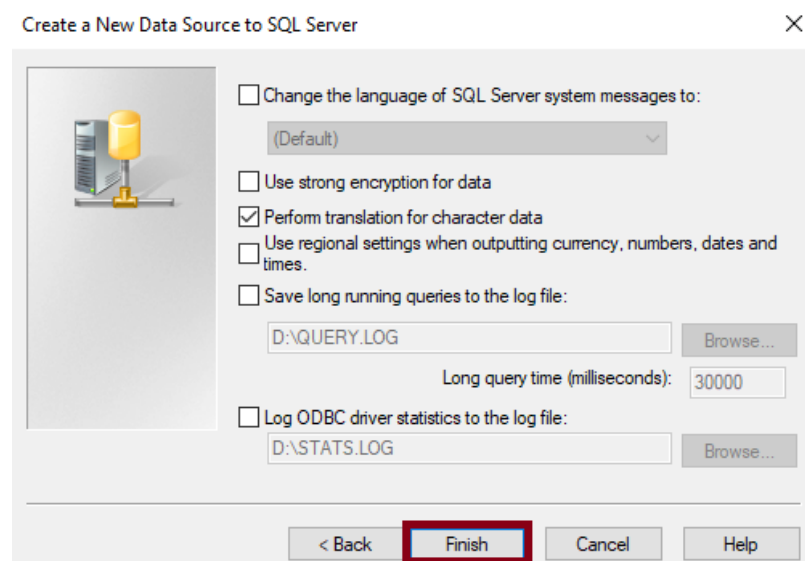 Create a New Data Source to SQL Server
Change the language of SQL Server system messages to:
(Default)
Use strong encryption for data
Perform translation for character data
Use regional settings when outputting currency, numbers, dates and
times.
Save long running queries to the log file:
D:\QUERY.LOG Browse...
Long query time (milliseconds): 30000
Log ODBC driver statistics to the log file:
D:\STATS.LOG Browse...
< Back Finish Cancel Help